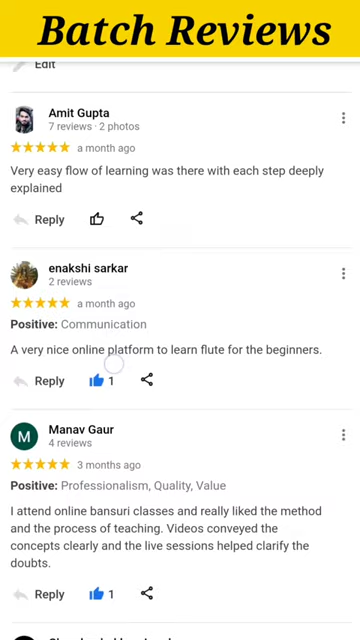 Batch Reviews
Edit
Amit Gupta
7 reviews · 2 photos
a month ago
Very easy flow of learning was there with each step deeply
explained
Reply
enakshi sarkar
2 reviews
a month ago
Positive: Communication
A very nice online platform to learn flute for the beginners.
Reply 1
M
Manav Gaur
4 reviews
3 months ago
Positive: Professionalism, Quality, Value
I attend online bansuri classes and really liked the method
and the process of teaching. Videos conveyed the
concepts clearly and the live sessions helped clarify the
doubts.
Reply 1